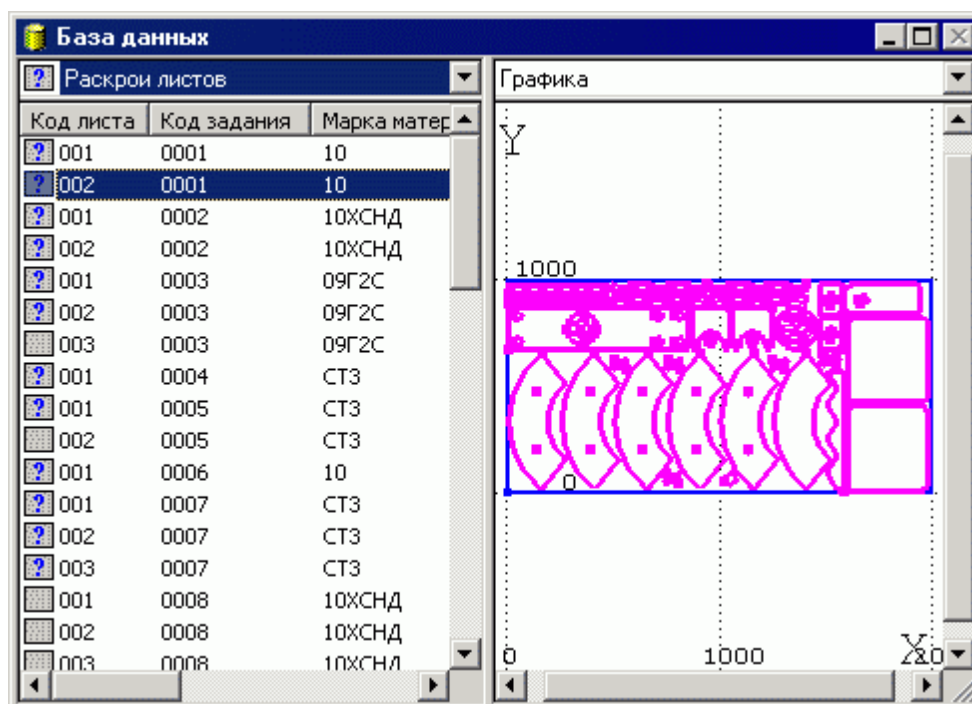 База данных
Раскрои листов
Графика
Код листа Код задания Марка матер
001 0001 10
002 0001 10
001 0002 10ХСНД
002 0002 10ХСНД
001 0003 09Г2С
002 0003 09Г2С
003 0003 09Г2С
001 0004 СТ3
001 0005 СТ3
002 0005 СТ3
001 0006 10
001 0007 СТ3
002 0007 СТ3
003 0007 СТ3
001 0008 10ХСНД
002 0008 10ХСНД
003 0008 10ХСНД
Y
1000
0
0 1000 X